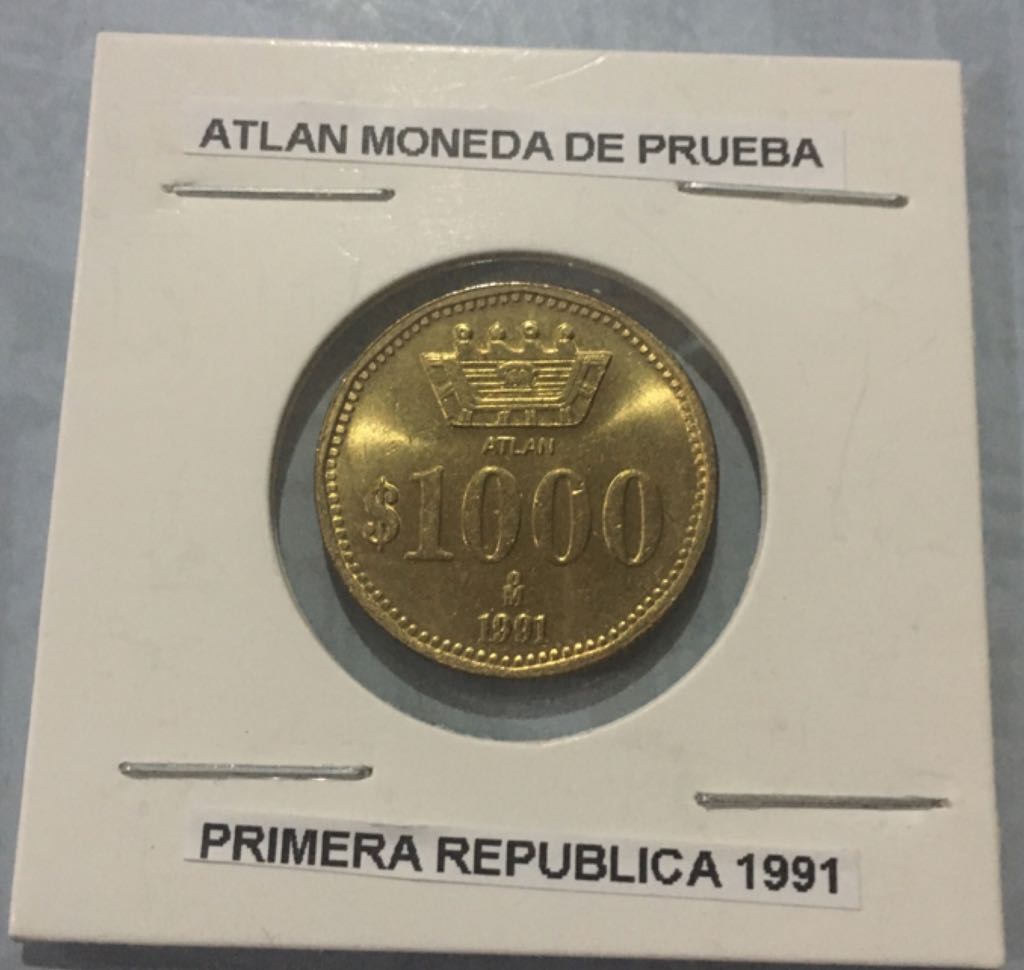 ATLAN MONEDA DE PRUEBA
ATLAN
$1000
M°
1991
PRIMERA REPUBLICA 1991